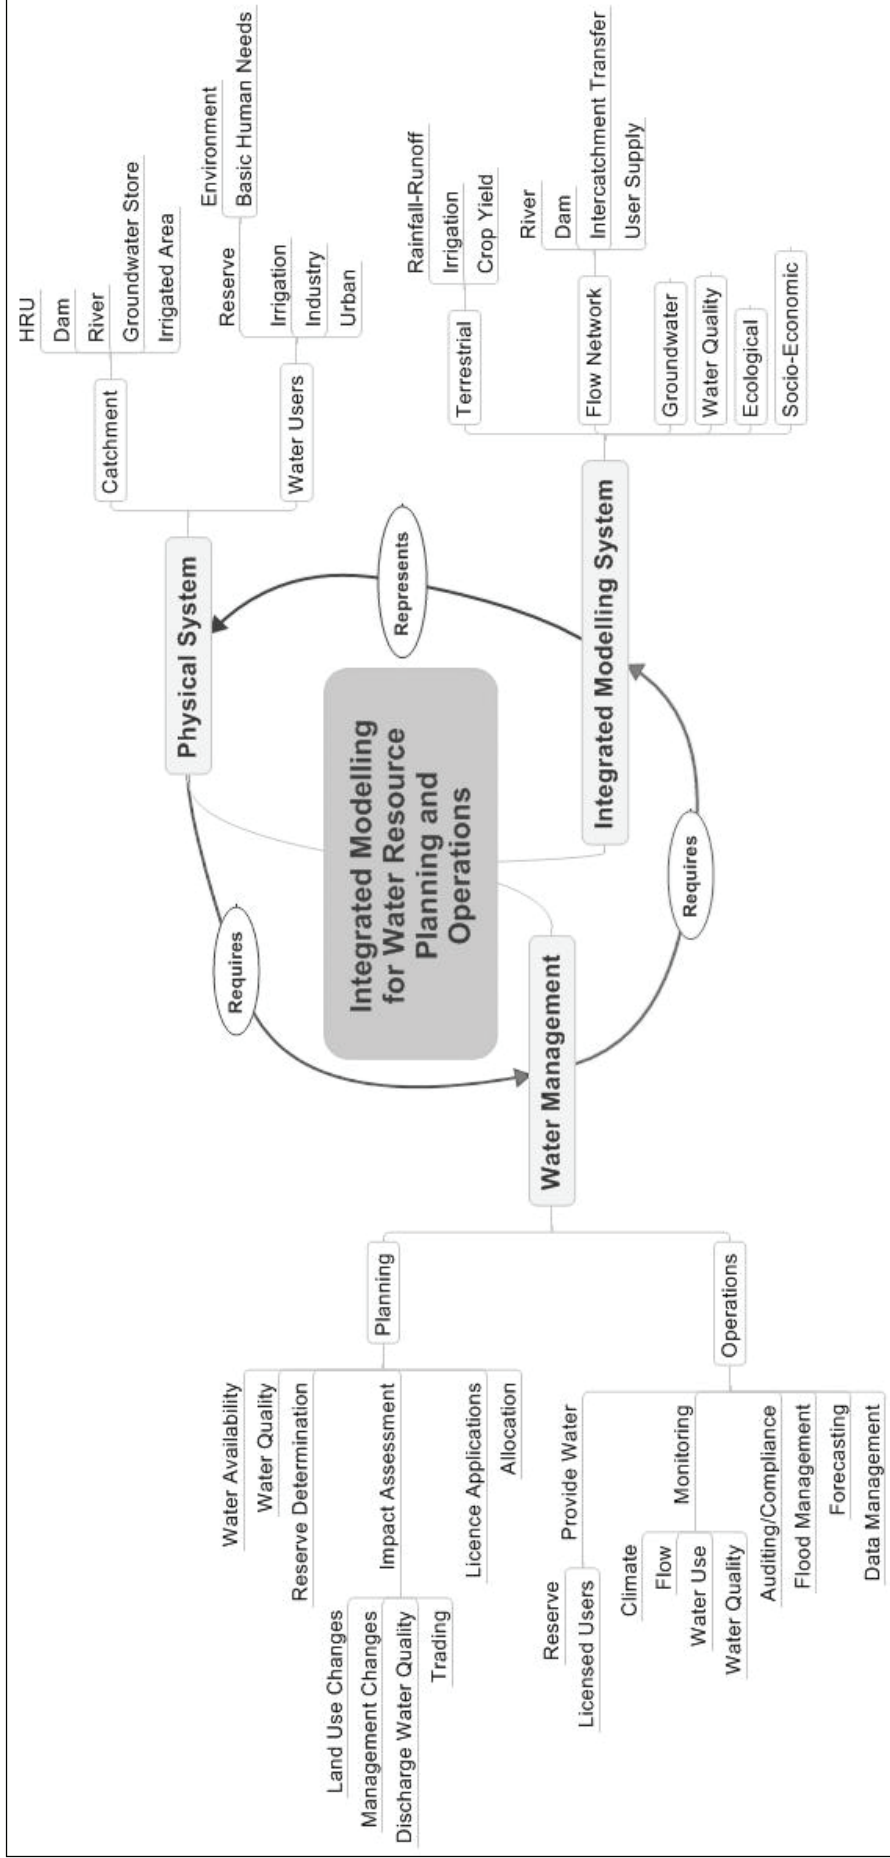 Integrated Modelling
for Water Resource
Planning and
Operations
Physical System
Catchment
HRU
Dam
River
Groundwater Store
Irrigated Area
Water Users
Reserve
Environment
Basic Human Needs
Irrigation
Industry
Urban
Represents
Integrated Modelling System
Terrestrial
Rainfall-Runoff
Irrigation
Crop Yield
Flow Network
River
Dam
Intercatchment Transfer
User Supply
Groundwater
Water Quality
Ecological
Socio-Economic
Requires
Requires
Water Management
Planning
Water Availability
Water Quality
Reserve Determination
Impact Assessment
Land Use Changes
Management Changes
Discharge Water Quality
Trading
Licence Applications
Allocation
Operations
Provide Water
Reserve
Licensed Users
Monitoring
Climate
Flow
Water Use
Water Quality
Auditing/Compliance
Flood Management
Forecasting
Data Management